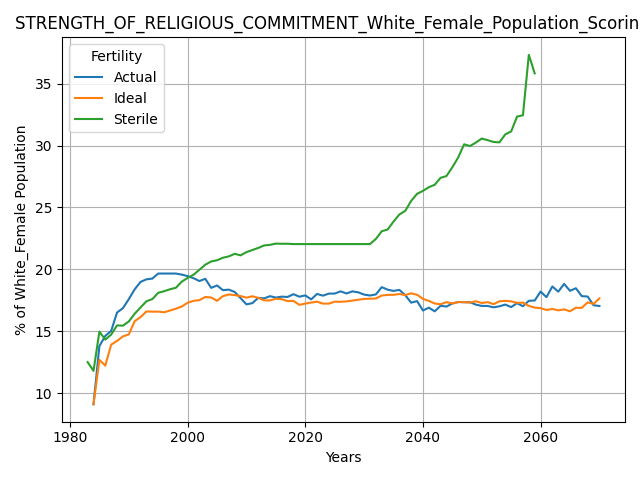 STRENGTH_OF_RELIGIOUS_COMMITMENT_White_Female_Population_Scorin
Fertility
Actual
Ideal
Sterile
% of White_Female Population
35
30
25
20
15
10
1980
2000
2020
2040
2060
Years